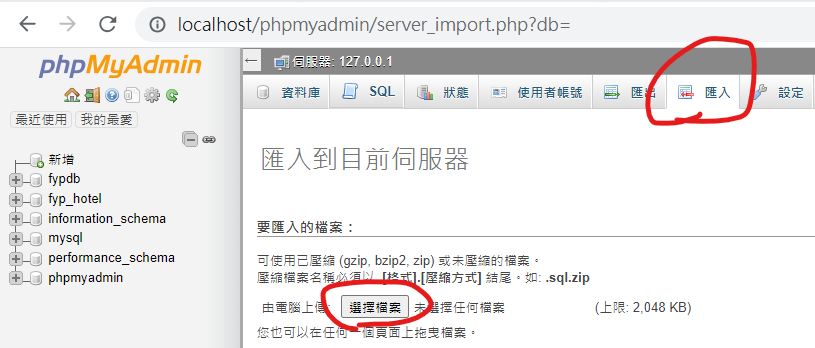 localhost/phpmyadmin/server_import.php?db=
phpMyAdmin
最近使用 我的最愛
新增
fypdb
fyp_hotel
information_schema
mysql
performance_schema
phpmyadmin
伺服器: 127.0.0.1
資料庫 SQL 狀態 使用者帳號 匯出 匯入 設定
匯入到目前伺服器
要匯入的檔案：
可使用已壓縮 (gzip, bzip2, zip) 或未壓縮的檔案。
壓縮檔案名稱必須以 .[格式].[壓縮方式] 結尾。如: .sql.zip
由電腦上傳: 選擇檔案 未選擇任何檔案 (上限: 2,048 KB)
您也可以在任何一個頁面上拖曳檔案。